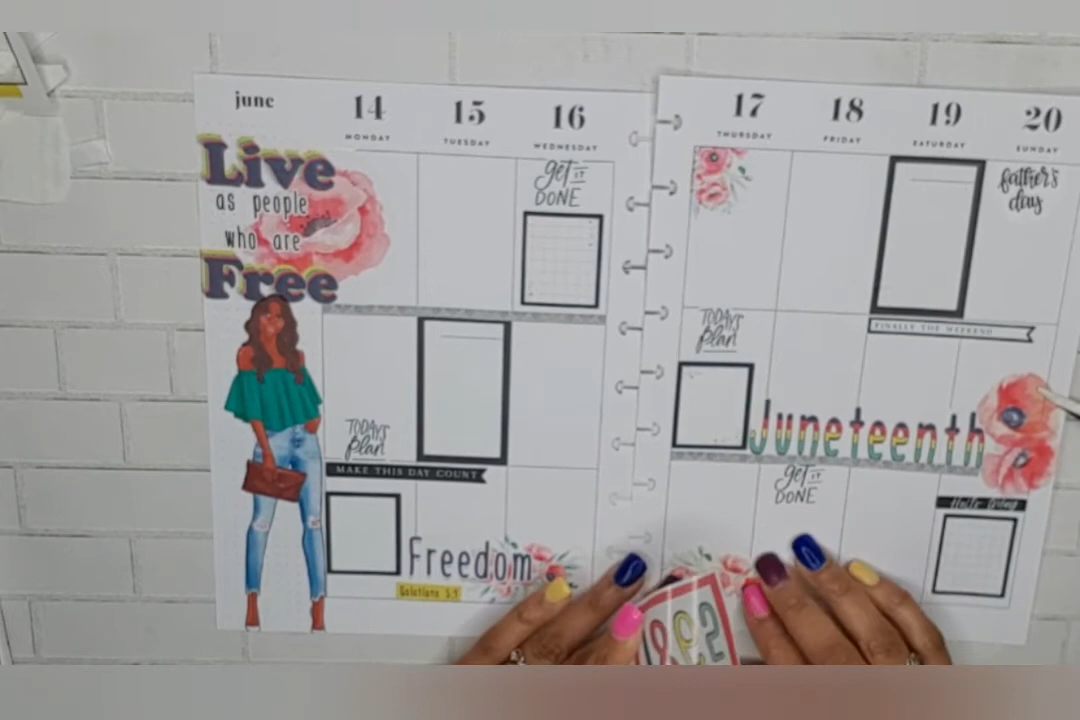 june
14
MONDAY
15
TUESDAY
16
WEDNESDAY
17
THURSDAY
18
FRIDAY
19
SATURDAY
20
SUNDAY
Live
as people
who are
Free
get IT
DONE
father's
day
TODAY'S
plan
FINALLY THE WEEKEND
TODAY'S
plan
MAKE THIS DAY COUNT
Juneteenth
get IT
DONE
Freedom
Galatians 5:1